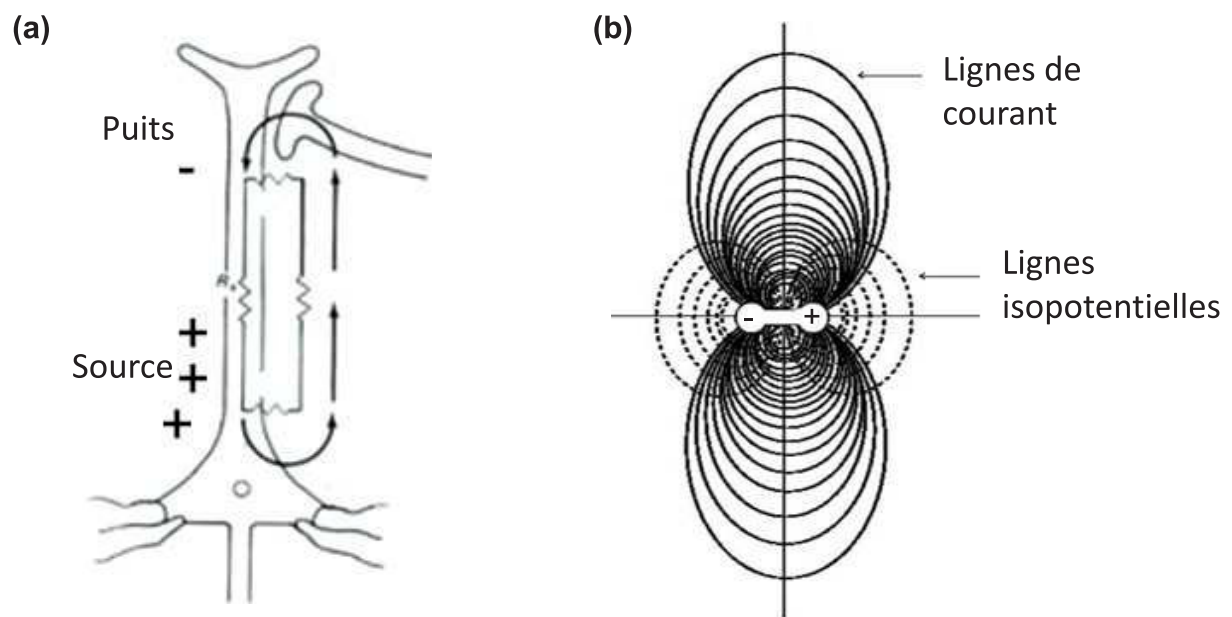 (a)
Puits
-
+
Source
+
+
(b)
Lignes de
courant
Lignes
isopotentielles
- +